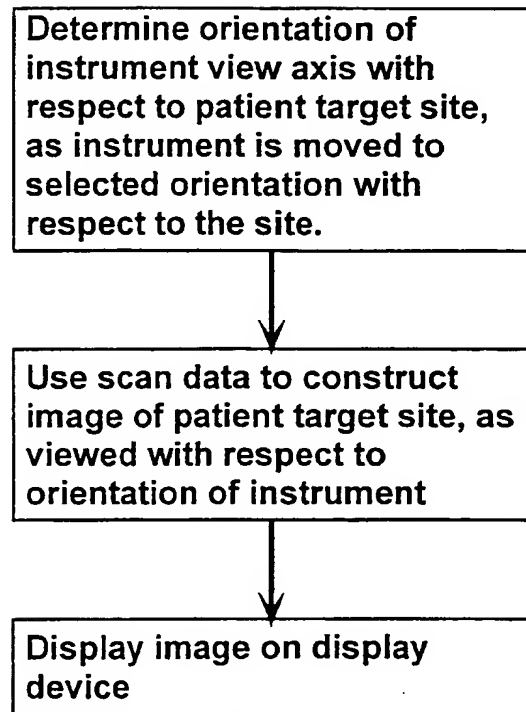 Determine orientation of
instrument view axis with
respect to patient target site,
as instrument is moved to
selected orientation with
respect to the site.
Use scan data to construct
image of patient target site, as
viewed with respect to
orientation of instrument
Display image on display
device